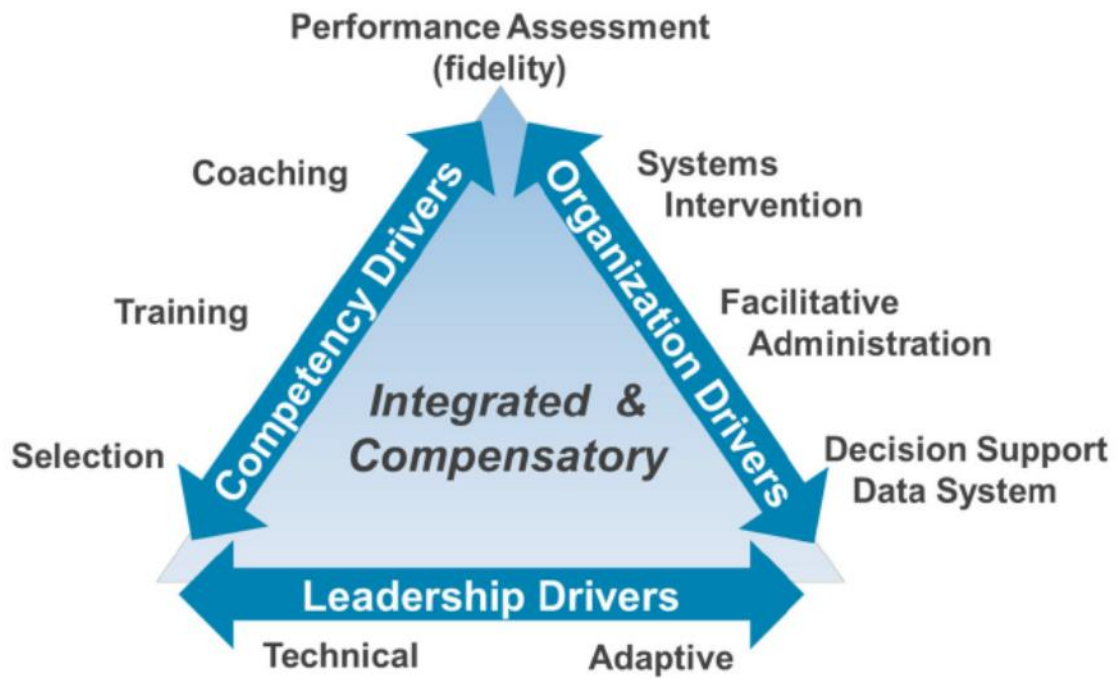 Performance Assessment
(fidelity)
Coaching
Training
Selection
Competency Drivers
Organization Drivers
Systems
Intervention
Facilitative
Administration
Decision Support
Data System
Integrated &
Compensatory
Leadership Drivers
Technical
Adaptive